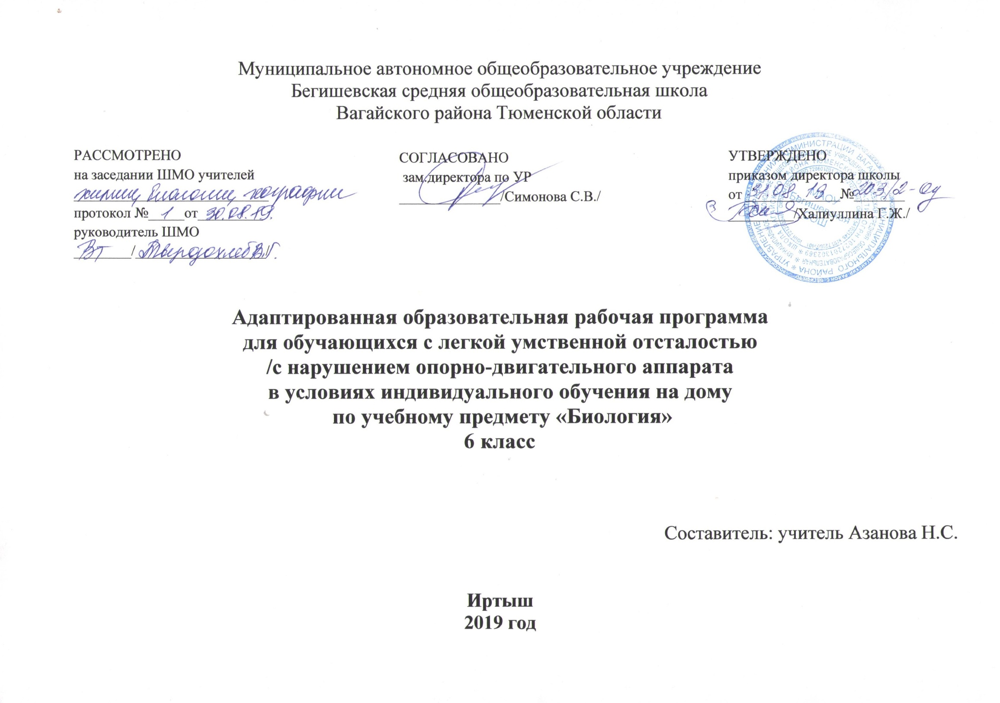 Муниципальное автономное общеобразовательное учреждение
Бегишевская средняя общеобразовательная школа
Вагайского района Тюменской области
РАССМОТРЕНО
на заседании ШМО учителей
химии, биологии, географии
протокол № 1 от 30.08.19.
руководитель ШМО
ВТ / Твердохлеб В.Г. /
СОГЛАСОВАНО
зам.директора по УР
/Симонова С.В./
УТВЕРЖДЕНО
приказом директора школы
от 31.08.19 № 203/2-Од
/Халиуллина Г.Ж./
МАОУ
Бегишевская
СОШ
Адаптированная образовательная рабочая программа
для обучающихся с легкой умственной отсталостью
/с нарушением опорно-двигательного аппарата
в условиях индивидуального обучения на дому
по учебному предмету «Биология»
6 класс
Составитель: учитель Азанова Н.С.
Иртыш
2019 год